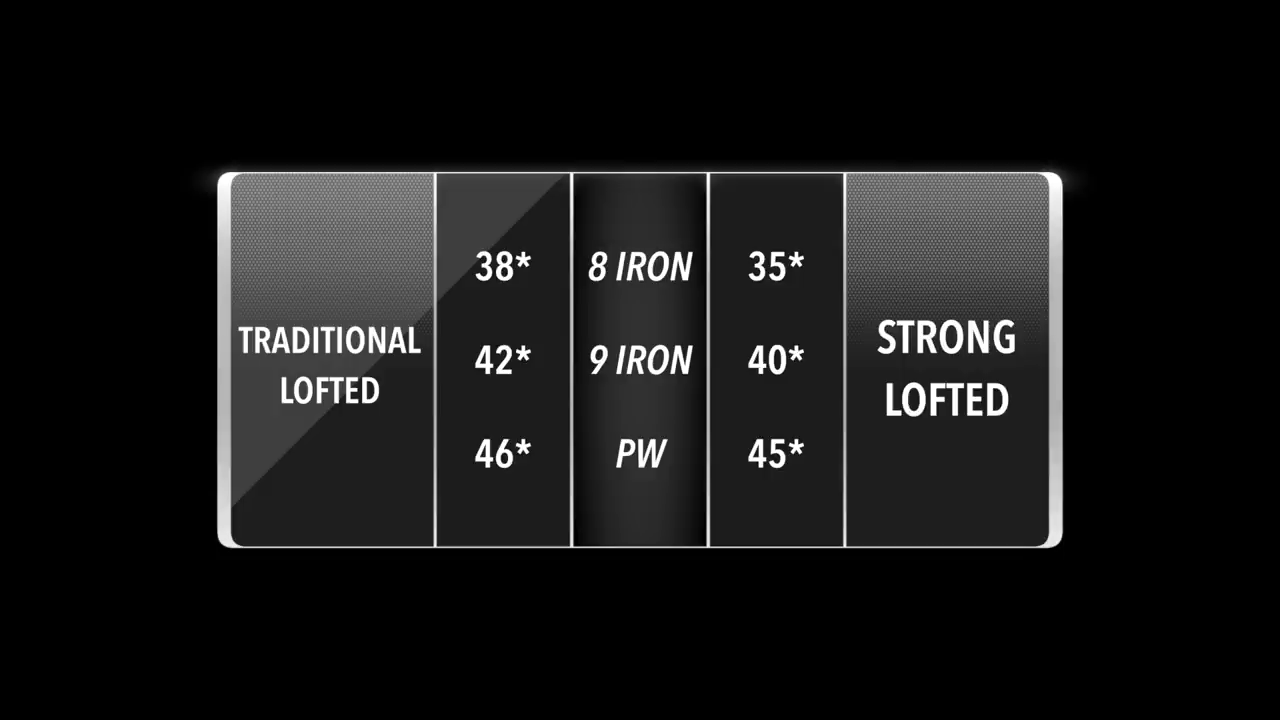 38* 8 IRON 35*
TRADITIONAL LOFTED
42* 9 IRON 40*
STRONG LOFTED
46* PW 45*